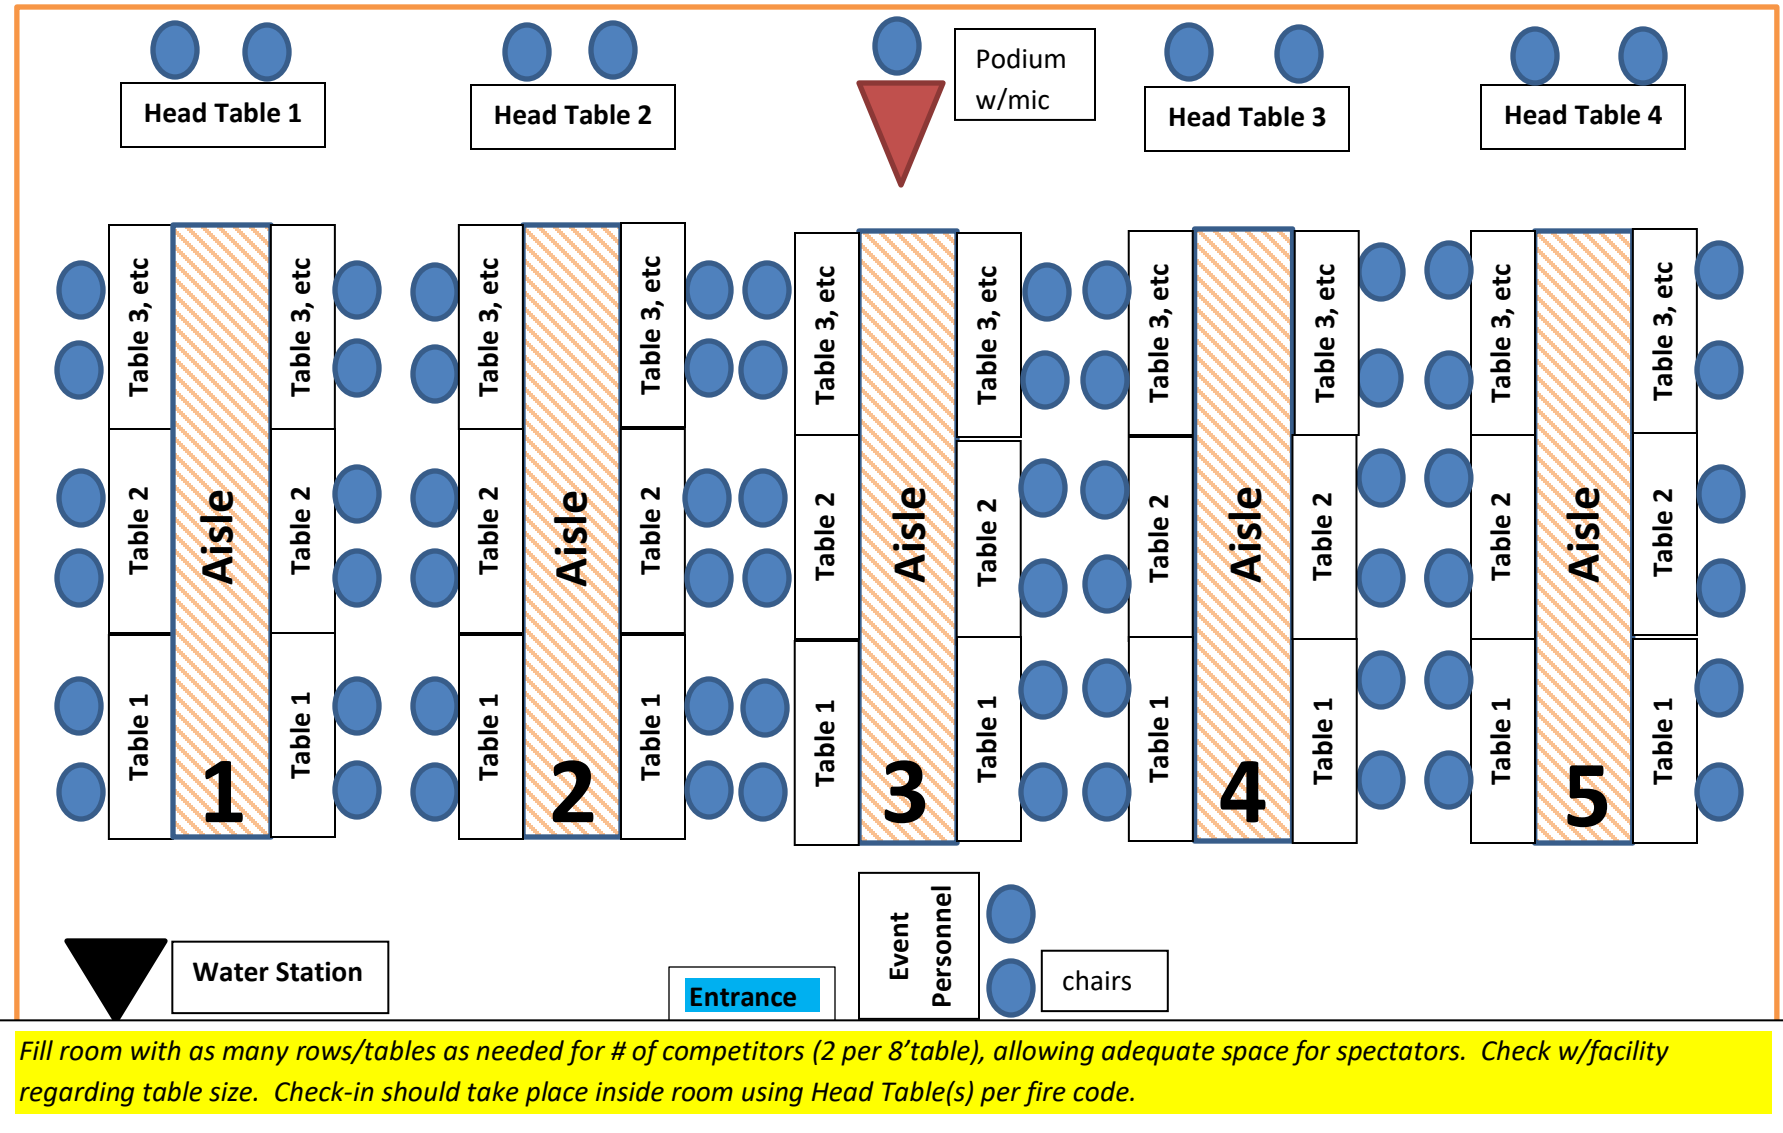 Podium
w/mic
Head Table 1
Head Table 2
Head Table 3
Head Table 4
Table 3, etc
Table 3, etc
Table 3, etc
Table 3, etc
Table 3, etc
Table 3, etc
Table 3, etc
Table 3, etc
Table 3, etc
Table 3, etc
Table 2
Aisle
Table 2
Table 2
Aisle
Table 2
Table 2
Aisle
Table 2
Table 2
Aisle
Table 2
Table 2
Aisle
Table 2
Table 1
1
Table 1
Table 1
2
Table 1
Table 1
3
Table 1
Table 1
4
Table 1
Table 1
5
Table 1
Event
Personnel
Water Station
Entrance
chairs
Fill room with as many rows/tables as needed for # of competitors (2 per 8’table), allowing adequate space for spectators.  Check w/facility
regarding table size.  Check-in should take place inside room using Head Table(s) per fire code.